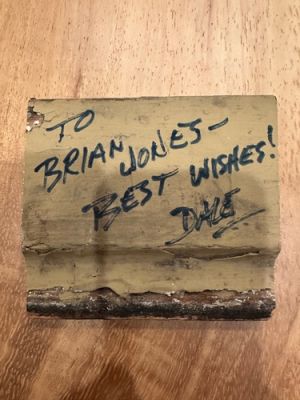 TO
BRIAN JONES-
BEST WISHES!
DALE